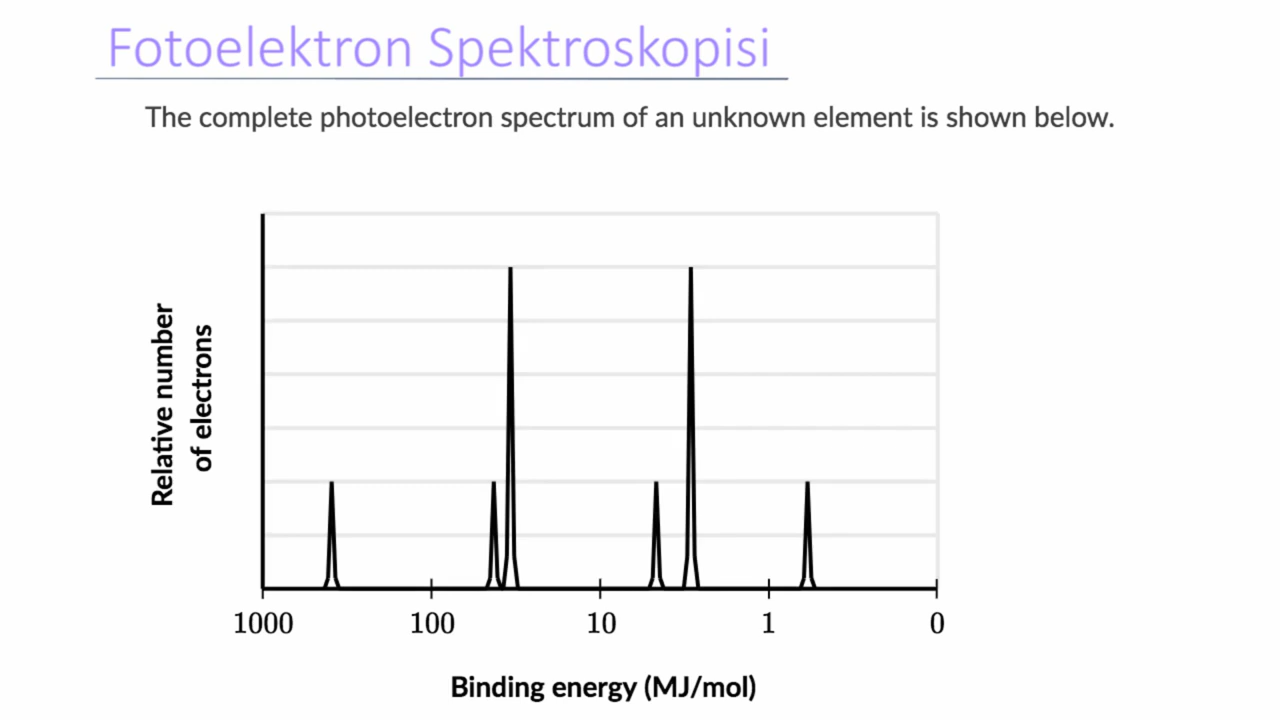 Fotoelektron Spektroskopisi
The complete photoelectron spectrum of an unknown element is shown below.
Relative number
of electrons
1000 100 10 1 0
Binding energy (MJ/mol)